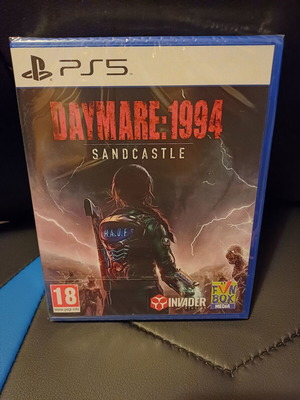 PS5
DAYMARE:1994
SANDCASTLE
H.A.D.E.S.
18
INVADER
FUN
BOX
MEDIA